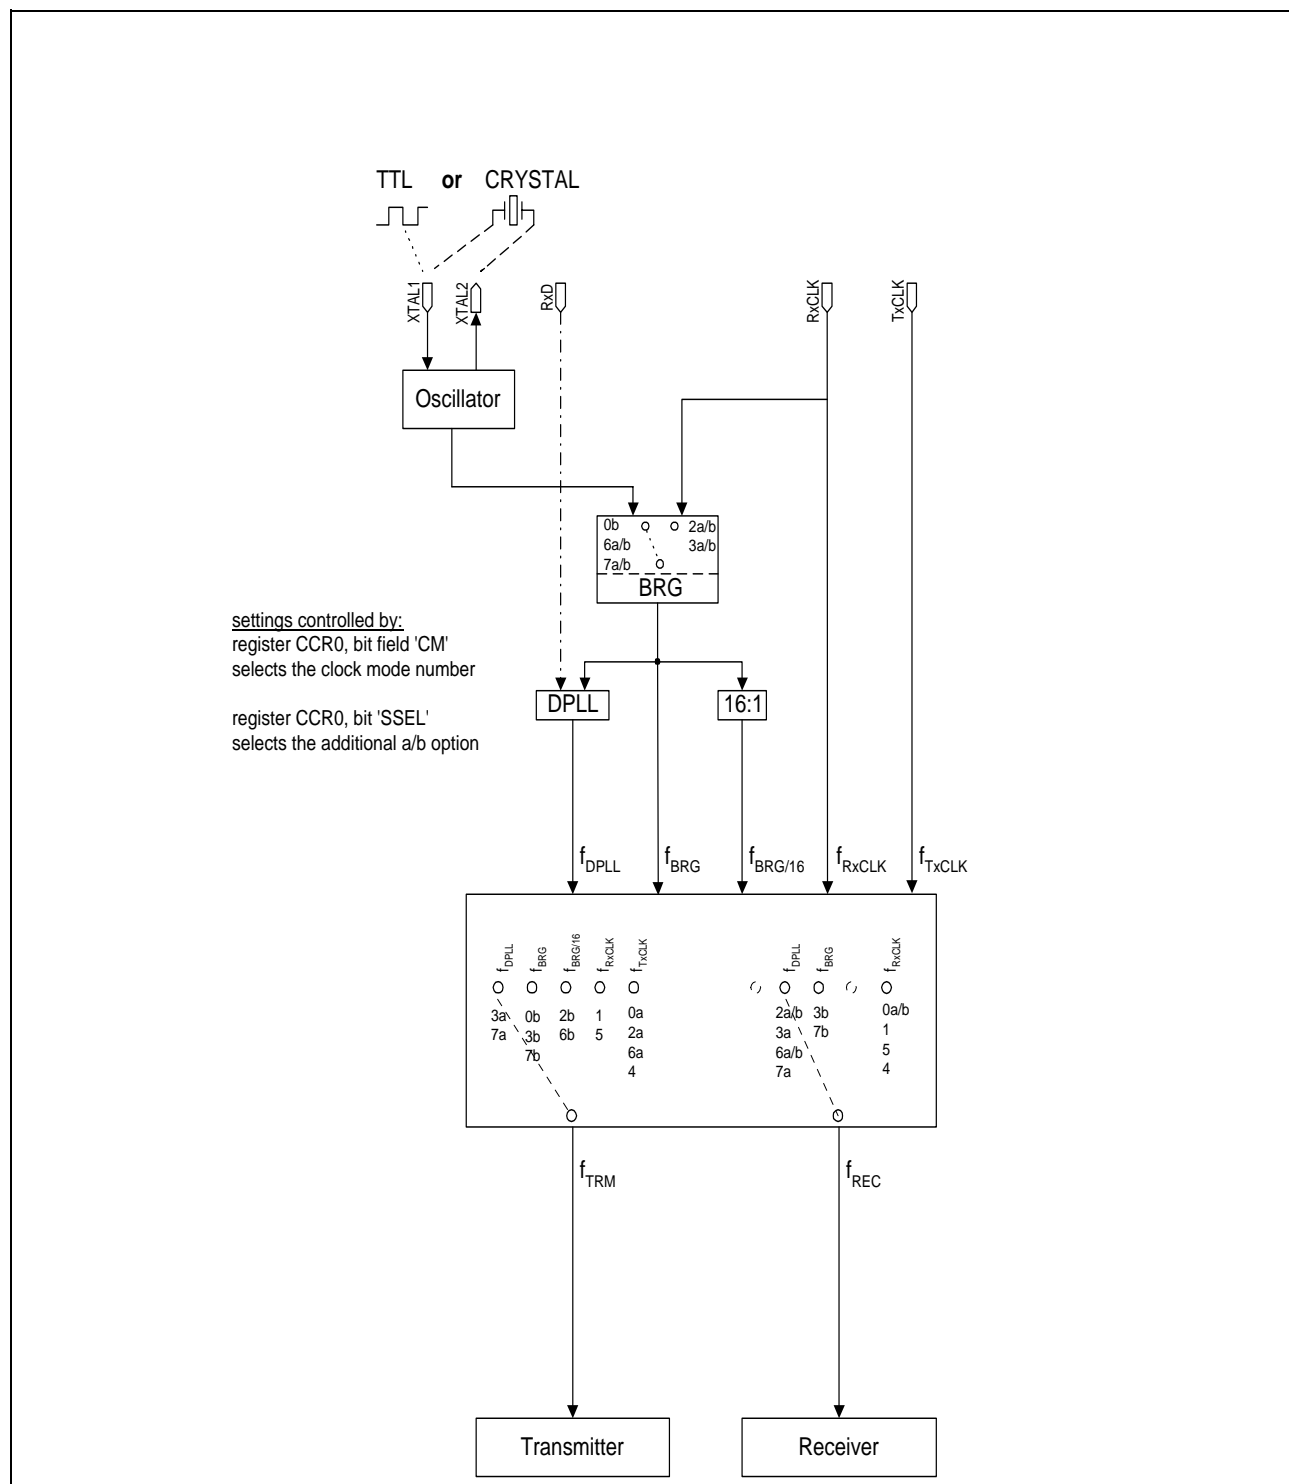 TTL or CRYSTAL
XTAL1
XTAL2
RxD
RxCLK
TxCLK
Oscillator
0b 2a/b
6a/b 3a/b
7a/b
BRG
settings controlled by:
register CCR0, bit field 'CM'
selects the clock mode number
register CCR0, bit 'SSEL'
selects the additional a/b option
DPLL
16:1
fDPLL fBRG fBRG/16 fRxCLK fTxCLK
fDPLL fBRG fBRG/16 fRxCLK fTxCLK fDPLL fBRG fRxCLK
3a 0b 2b 1 0a 2a/b 3b 0a/b
7a 3b 6b 5 2a 3a 7b 1
7b 6a 6a/b 5
4 7a 4
fTRM fREC
Transmitter Receiver